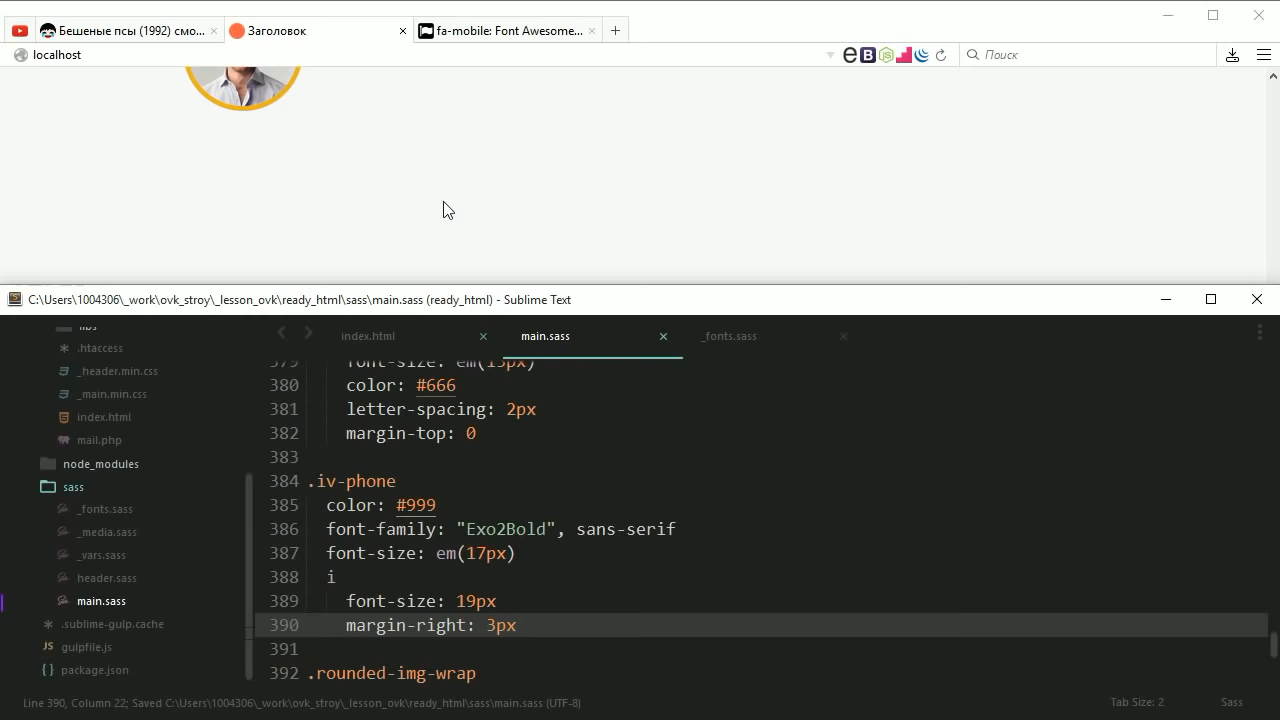 Бешеные псы (1992) смо...
Заголовок
fa-mobile: Font Awesome...
localhost
Поиск
C:\Users\1004306\_work\ovk_stroy\_lesson_ovk\ready_html\sass\main.sass (ready_html) - Sublime Text
libs
.htaccess
_header.min.css
_main.min.css
index.html
mail.php
node_modules
sass
_fonts.sass
_media.sass
_vars.sass
header.sass
main.sass
.sublime-gulp.cache
gulpfile.js
package.json
index.html
main.sass
_fonts.sass
379 font-size: em(15px)
380 color: #666
381 letter-spacing: 2px
382 margin-top: 0
383
384 .iv-phone
385 color: #999
386 font-family: "Exo2Bold", sans-serif
387 font-size: em(17px)
388 i
389 font-size: 19px
390 margin-right: 3px
391
392 .rounded-img-wrap
Line 390, Column 22; Saved C:\Users\1004306\_work\ovk_stroy\_lesson_ovk\ready_html\sass\main.sass (UTF-8)
Tab Size: 2
Sass